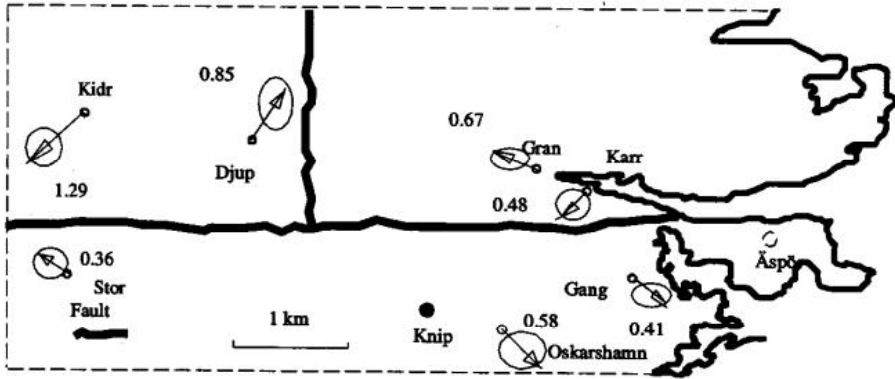 0.85
Kidr
0.67
Gran
Karr
Djup
1.29
0.48
Äspö
0.36
Stor
Gang
Fault
1 km
Knip
0.58
0.41
Oskarshamn